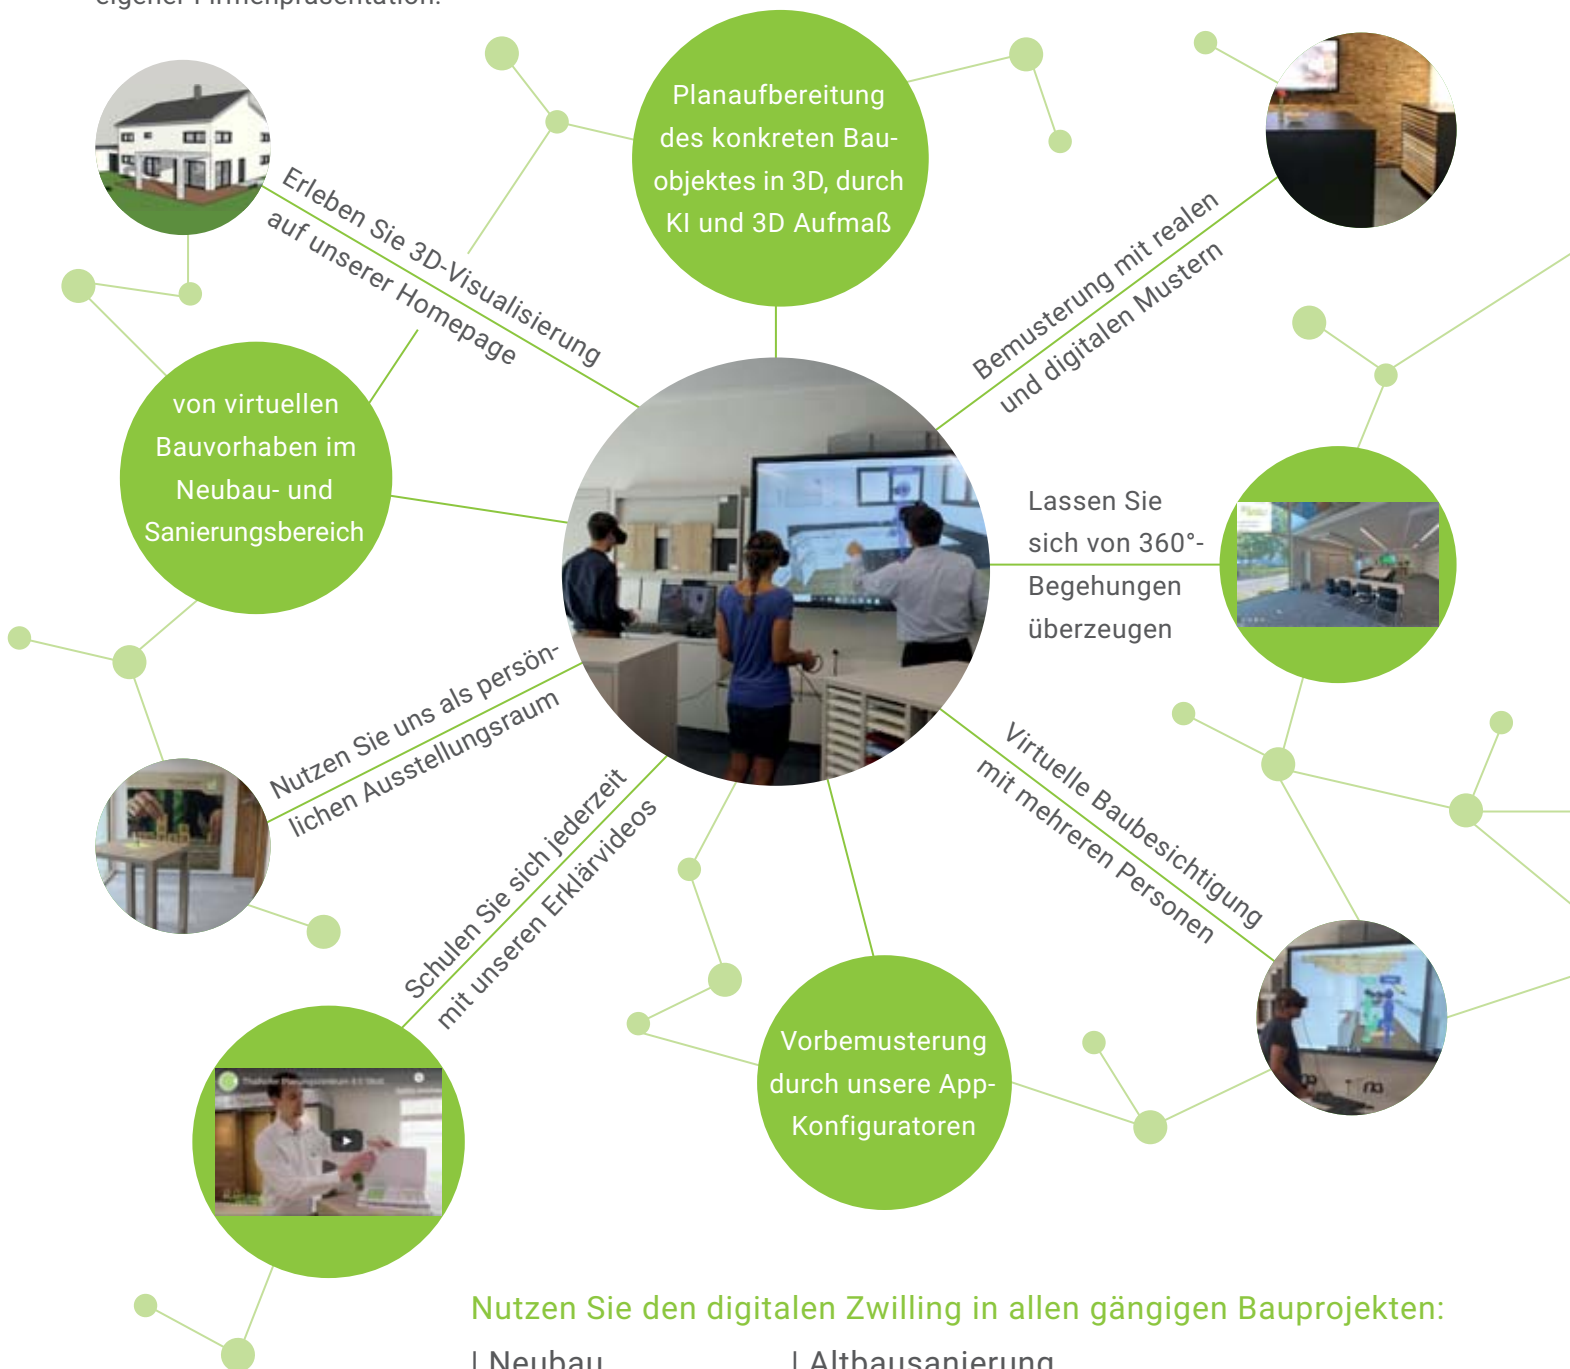 eigener Firmenpräsentation.
Planaufbereitung
des konkreten Bau-
objektes in 3D, durch
KI und 3D Aufmaß
Erleben Sie 3D-Visualisierung
auf unserer Homepage
Bemusterung mit realen
und digitalen Mustern
von virtuellen
Bauvorhaben im
Neubau- und
Sanierungsbereich
Lassen Sie
sich von 360°-
Begehungen
überzeugen
Nutzen Sie uns als persön-
lichen Ausstellungsraum
Virtuelle Baubesichtigung
mit mehreren Personen
Schulen Sie sich jederzeit
mit unseren Erklärvideos
Vorbemusterung
durch unsere App-
Konfiguratoren
Nutzen Sie den digitalen Zwilling in allen gängigen Bauprojekten:
| Neubau | Altbausanierung